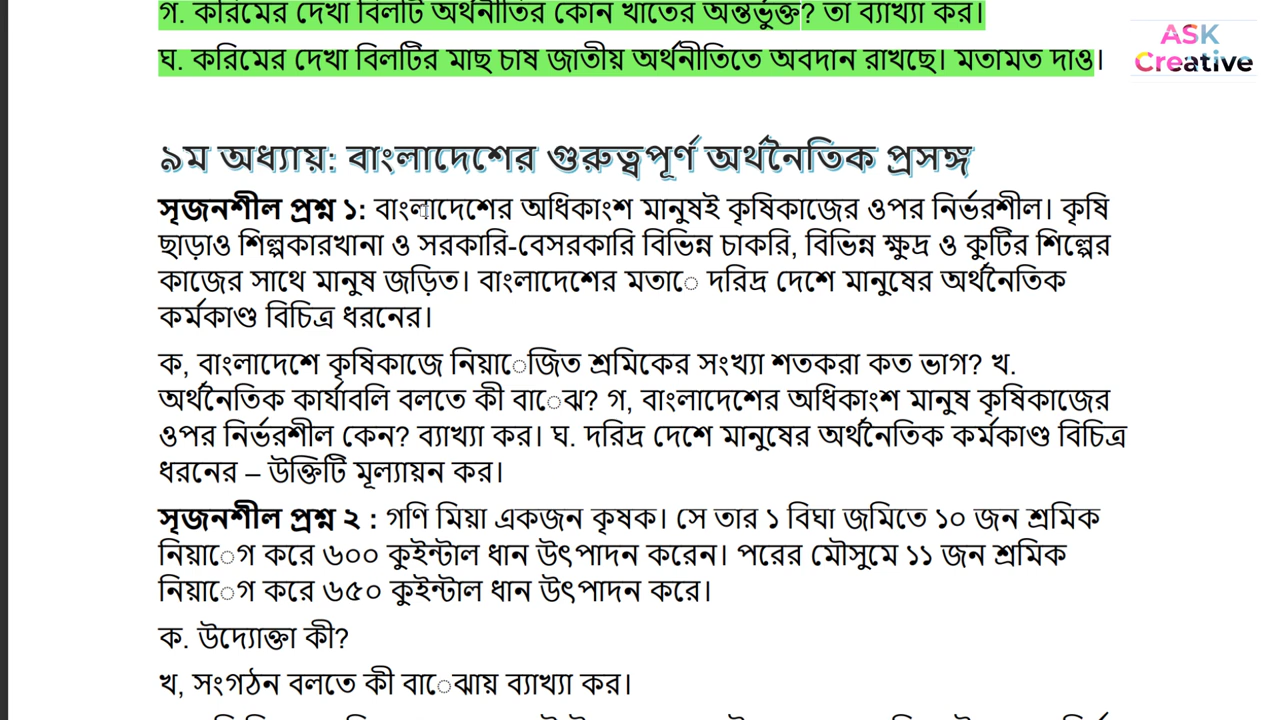 গ. করিমের দেখা বিলটি অর্থনীতির কোন খাতের অন্তর্ভুক্ত? তা ব্যাখ্যা কর।
ঘ. করিমের দেখা বিলটির মাছ চাষ জাতীয় অর্থনীতিতে অবদান রাখছে। মতামত দাও।
ASK
Creative
৯ম অধ্যায়: বাংলাদেশের গুরুত্বপূর্ণ অর্থনৈতিক প্রসঙ্গ
সৃজনশীল প্রশ্ন ১: বাংলাদেশের অধিকাংশ মানুষই কৃষিকাজের ওপর নির্ভরশীল। কৃষি
ছাড়াও শিল্পকারখানা ও সরকারি-বেসরকারি বিভিন্ন চাকরি, বিভিন্ন ক্ষুদ্র ও কুটির শিল্পের
কাজের সাথে মানুষ জড়িত। বাংলাদেশের মতাে দরিদ্র দেশে মানুষের অর্থনৈতিক
কর্মকাণ্ড বিচিত্র ধরনের।
ক, বাংলাদেশে কৃষিকাজে নিয়ােজিত শ্রমিকের সংখ্যা শতকরা কত ভাগ? খ.
অর্থনৈতিক কার্যাবলি বলতে কী বােঝ? গ, বাংলাদেশের অধিকাংশ মানুষ কৃষিকাজের
ওপর নির্ভরশীল কেন? ব্যাখ্যা কর। ঘ. দরিদ্র দেশে মানুষের অর্থনৈতিক কর্মকাণ্ড বিচিত্র
ধরনের – উক্তিটি মূল্যায়ন কর।
সৃজনশীল প্রশ্ন ২ : গণি মিয়া একজন কৃষক। সে তার ১ বিঘা জমিতে ১০ জন শ্রমিক
নিয়ােগ করে ৬০০ কুইন্টাল ধান উৎপাদন করেন। পরের মৌসুমে ১১ জন শ্রমিক
নিয়ােগ করে ৬৫০ কুইন্টাল ধান উৎপাদন করে।
ক. উদ্যোক্তা কী?
খ, সংগঠন বলতে কী বােঝায় ব্যাখ্যা কর।